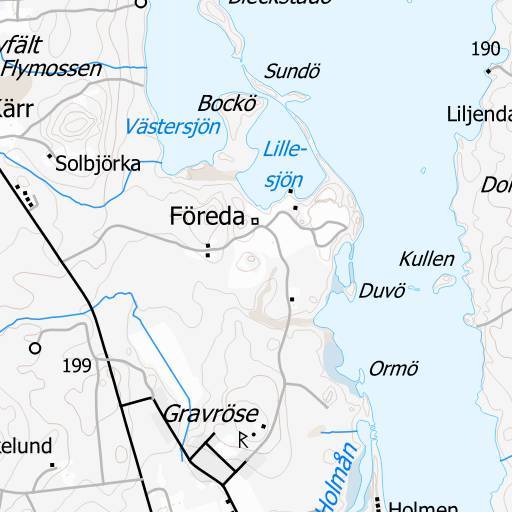 190
Sundö
Flymossen
Bockö
Kärr
Liljenda
Västersjön
Lille-
sjön
Solbjörka
Föreda
Kullen
Duvö
199
Ormö
Gravröse
R
Holmån
Holmen